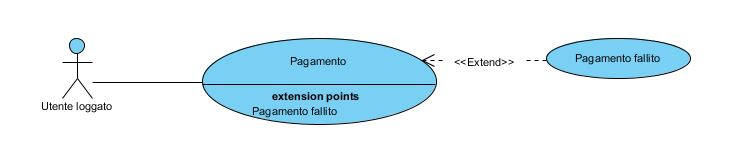 Pagamento
<<Extend>>
Pagamento fallito
extension points
Pagamento fallito
Utente loggato